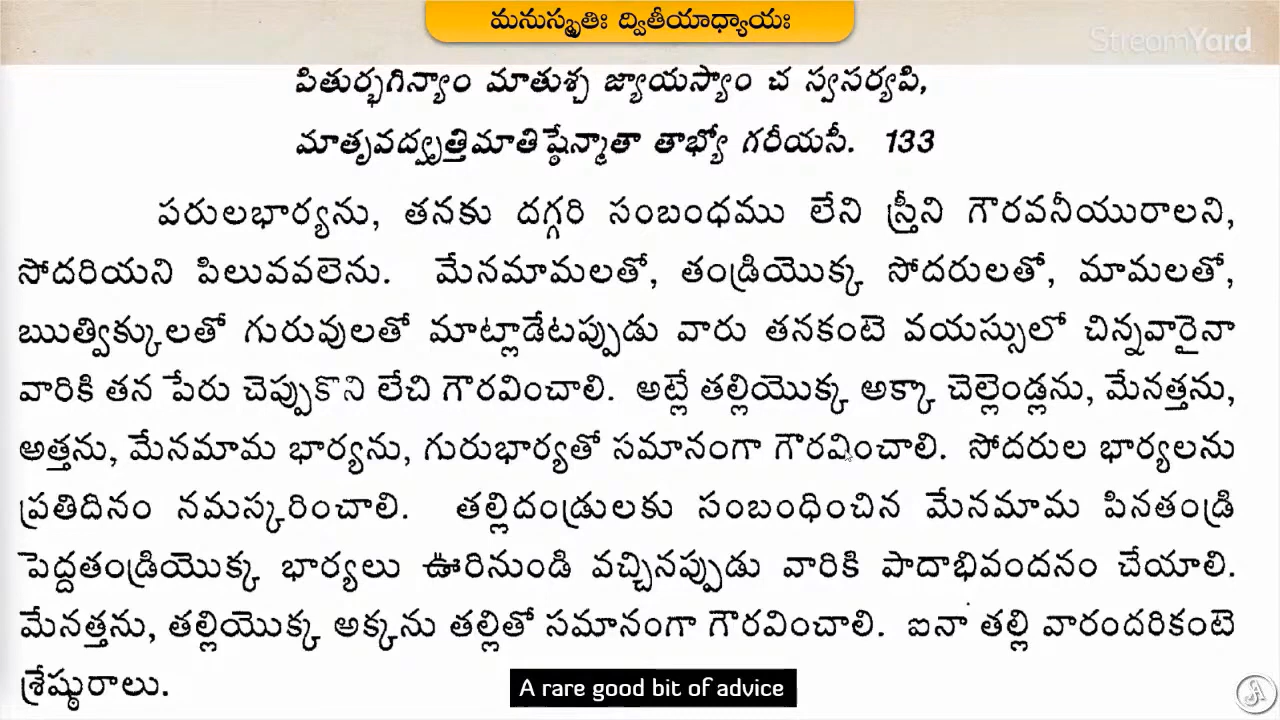 మనుస్మృతిః ద్వితీయాధ్యాయః
StreamYard
పితుర్భగిన్యాం మాతుశ్చ జ్యాయస్యాం చ స్వసర్యపి,
మాతృవద్వృత్తిమాతిష్ఠేన్మాతా తాభ్యో గరీయసీ. 133
పరులభార్యను, తనకు దగ్గరి సంబంధము లేని స్త్రీని గౌరవనీయురాలని,
సోదరియని పిలువవలెను. మేనమామలతో, తండ్రియొక్క సోదరులతో, మామలతో,
ఋత్విక్కులతో గురువులతో మాట్లాడేటప్పుడు వారు తనకంటె వయస్సులో చిన్నవారైనా
వారికి తన పేరు చెప్పుకొని లేచి గౌరవించాలి. అట్లే తల్లియొక్క అక్కా చెల్లెండ్లను, మేనత్తను,
అత్తను, మేనమామ భార్యను, గురుభార్యతో సమానంగా గౌరవించాలి. సోదరుల భార్యలను
ప్రతిదినం నమస్కరించాలి. తల్లిదండ్రులకు సంబంధించిన మేనమామ పినతండ్రి
పెద్దతండ్రియొక్క భార్యలు ఊరినుండి వచ్చినప్పుడు వారికి పాదాభివందనం చేయాలి.
మేనత్తను, తల్లియొక్క అక్కను తల్లితో సమానంగా గౌరవించాలి. ఐనా తల్లి వారందరికంటె
శ్రేష్ఠురాలు.
A rare good bit of advice